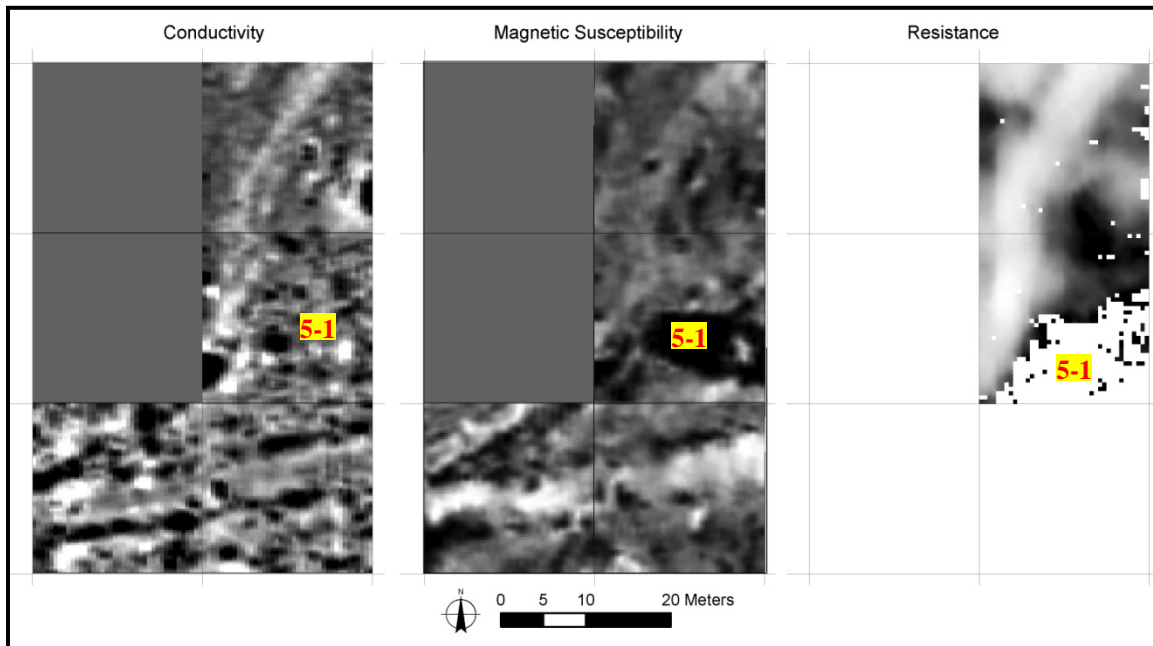 Conductivity
Magnetic Susceptibility
Resistance
5-1
5-1
5-1
N
0 5 10 20 Meters